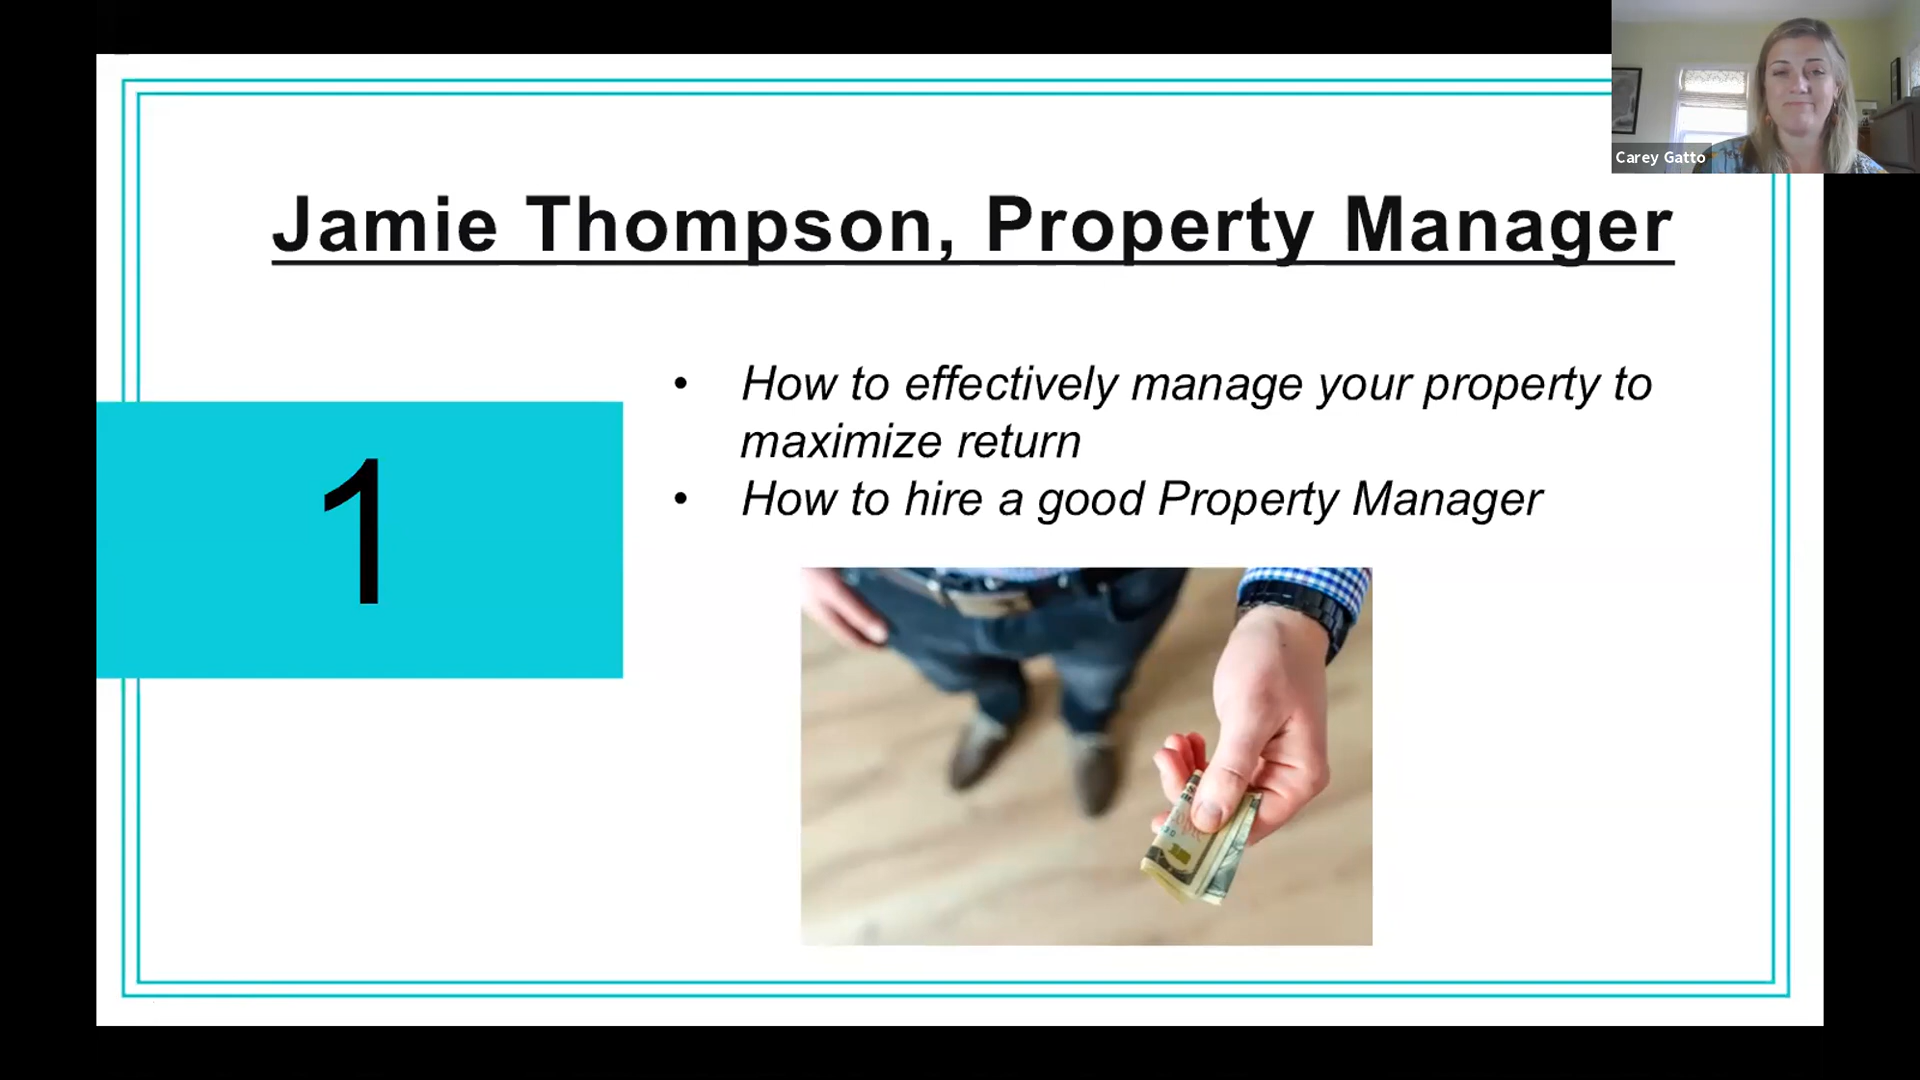 Carey Gatto
Jamie Thompson, Property Manager
• How to effectively manage your property to
maximize return
• How to hire a good Property Manager
1